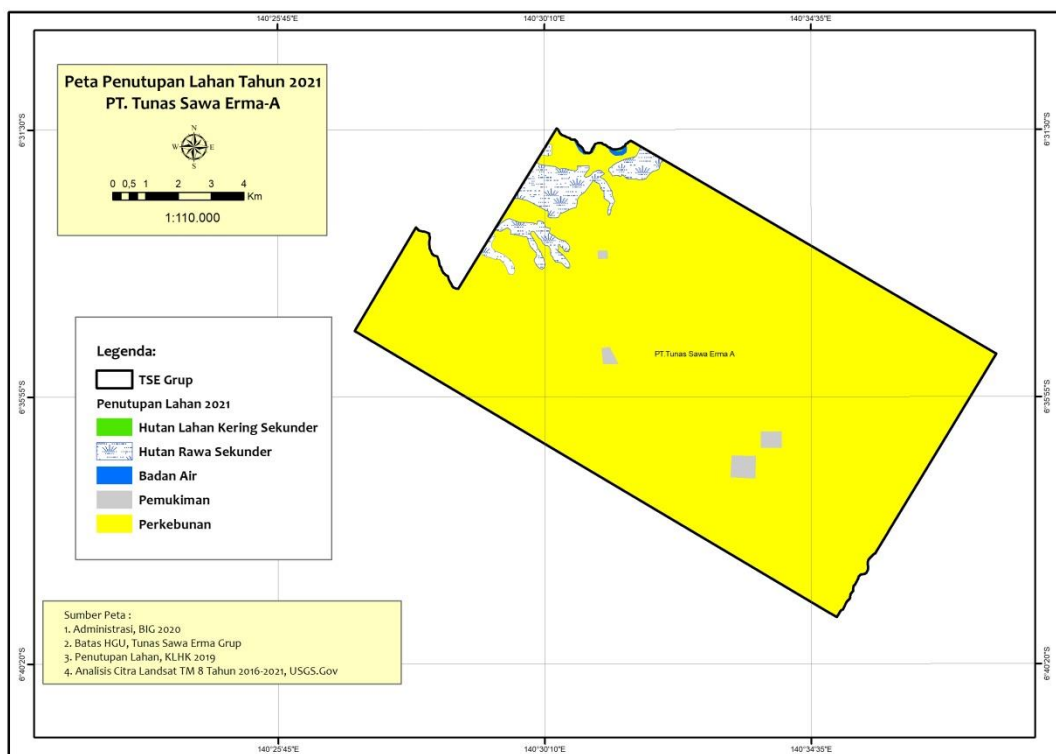 140°25'45"E
140°30'10"E
140°34'35"E
Peta Penutupan Lahan Tahun 2021
PT. Tunas Sawa Erma-A
N
W E
S
0 0,5 1 2 3 4
Km
1:110.000
6°31'30"S
6°31'30"S
PT.Tunas Sawa Erma A
Legenda:
TSE Grup
Penutupan Lahan 2021
Hutan Lahan Kering Sekunder
Hutan Rawa Sekunder
Badan Air
Pemukiman
Perkebunan
6°35'55"S
6°35'55"S
Sumber Peta :
1. Administrasi, BIG 2020
2. Batas HGU, Tunas Sawa Erma Grup
3. Penutupan Lahan, KLHK 2019
4. Analisis Citra Landsat TM 8 Tahun 2016-2021, USGS.Gov
6°40'20"S
6°40'20"S
140°25'45"E
140°30'10"E
140°34'35"E